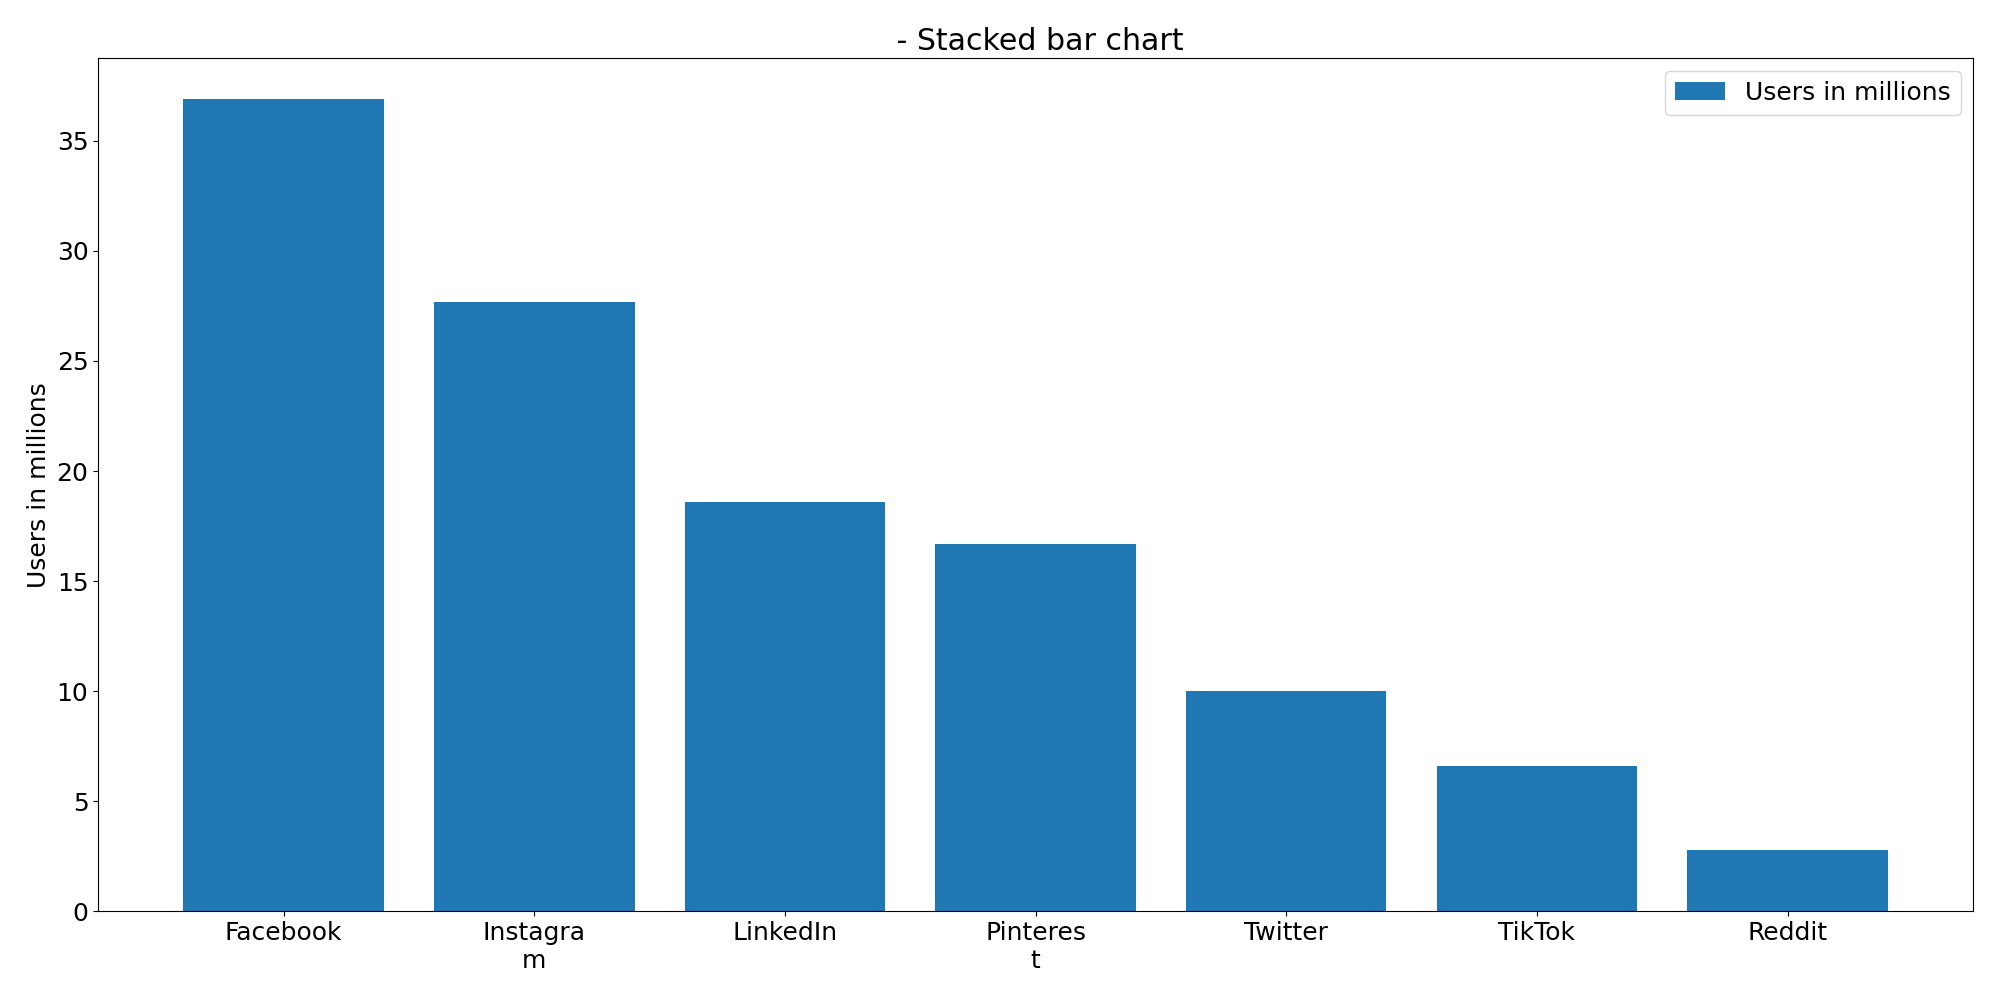 - Stacked bar chart
Users in millions
Users in millions
35
30
25
20
15
10
5
0
Facebook
Instagra
m
LinkedIn
Pinteres
t
Twitter
TikTok
Reddit